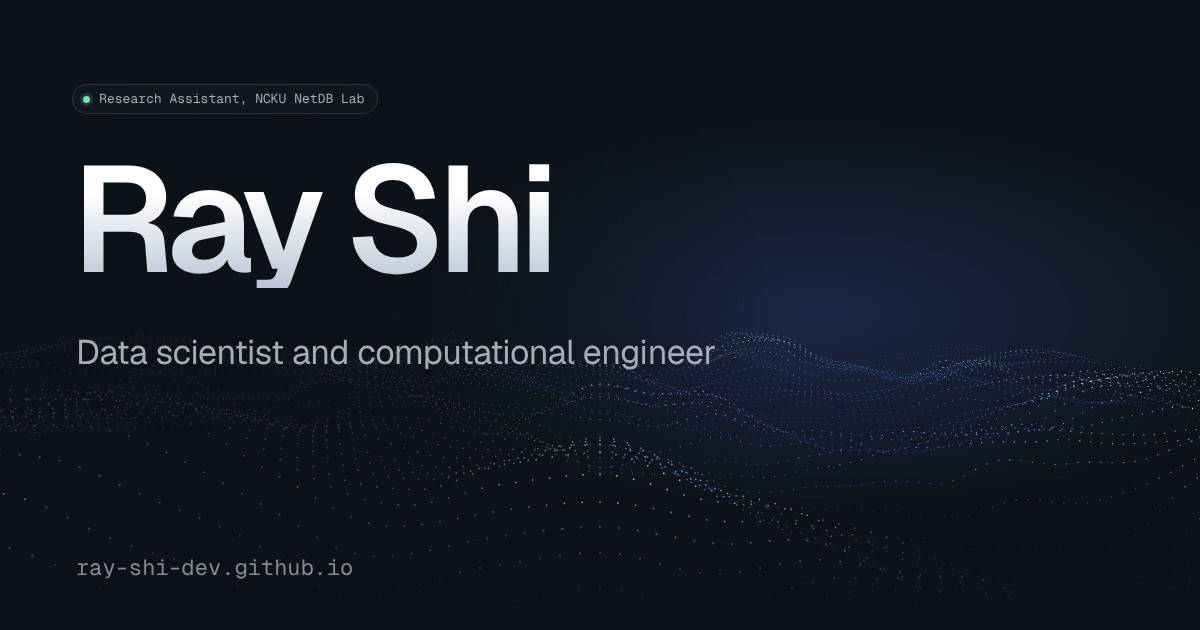 Research Assistant, NCKU NetDB Lab
Ray Shi
Data scientist and computational engineer
ray-shi-dev.github.io